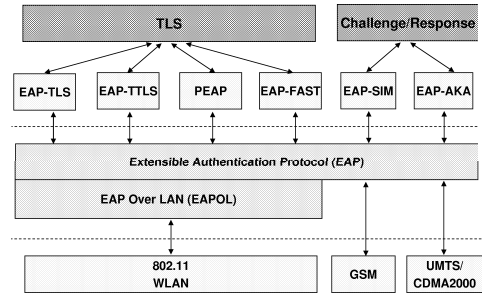 TLS
Challenge/Response
EAP-TLS
EAP-TTLS
PEAP
EAP-FAST
EAP-SIM
EAP-AKA
Extensible Authentication Protocol (EAP)
EAP Over LAN (EAPOL)
802.11
WLAN
GSM
UMTS/
CDMA2000